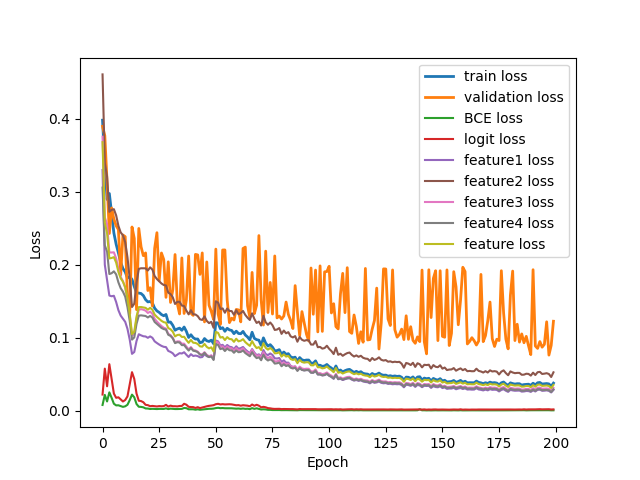 train loss
validation loss
BCE loss
logit loss
feature1 loss
feature2 loss
feature3 loss
feature4 loss
feature loss
0.4
0.3
0.2
0.1
0.0
Loss
0 25 50 75 100 125 150 175 200
Epoch